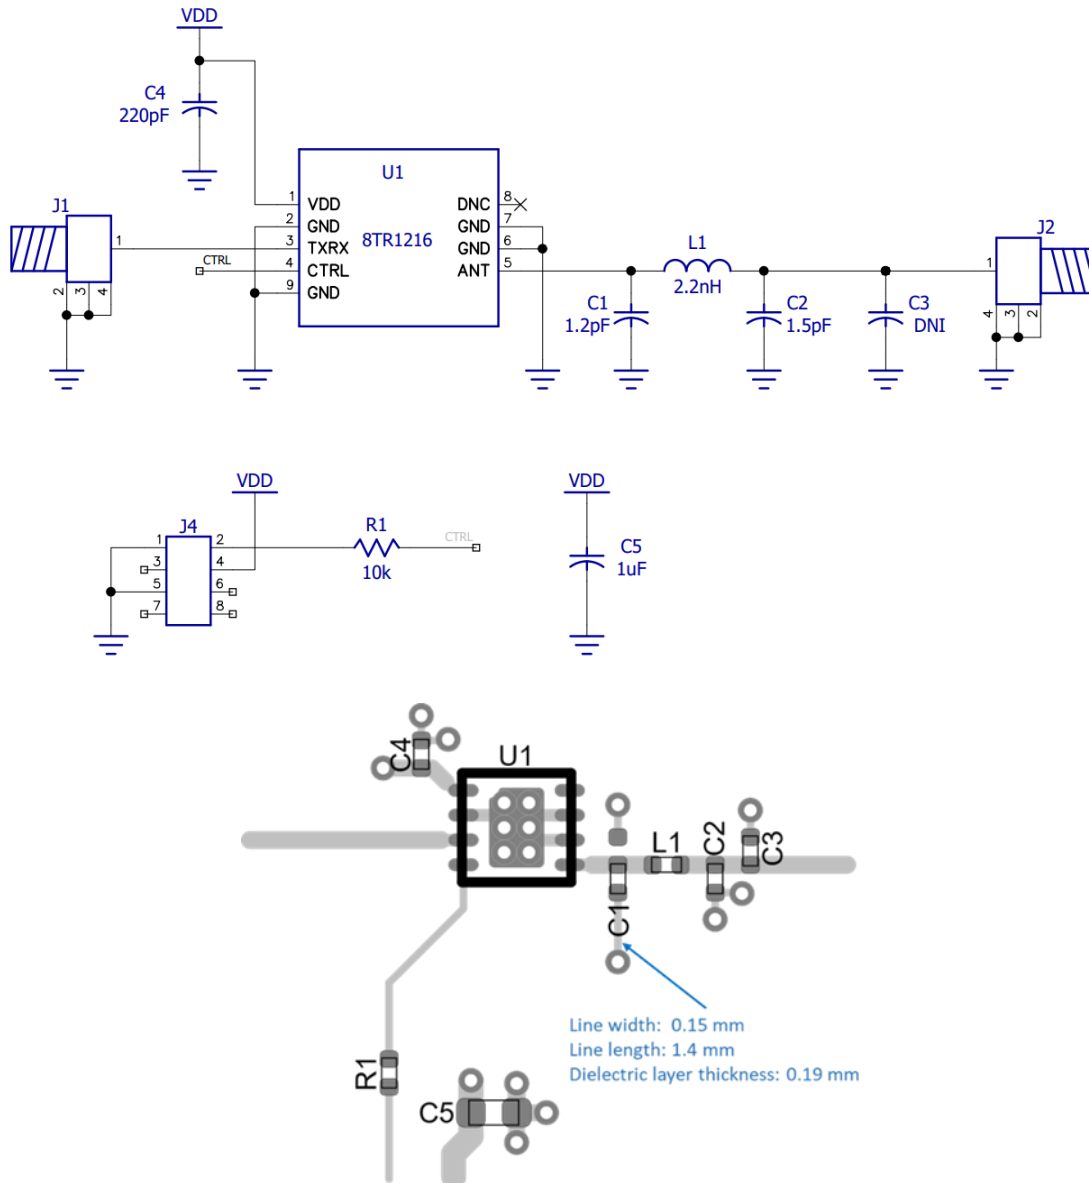 VDD
C4
220pF
U1
8TR1216
1 VDD
2 GND
3 TXRX
4 CTRL
9 GND
DNC 8
GND 7
GND 6
ANT 5
J1
1
2 3 4
CTRL
L1
2.2nH
C1
1.2pF
C2
1.5pF
C3
DNI
J2
1
4 3 2
VDD
J4
1 2
3 4
5 6
7 8
R1
10k
CTRL
VDD
C5
1uF
C4
U1
L1
C2
C3
C1
R1
C5
Line width: 0.15 mm
Line length: 1.4 mm
Dielectric layer thickness: 0.19 mm